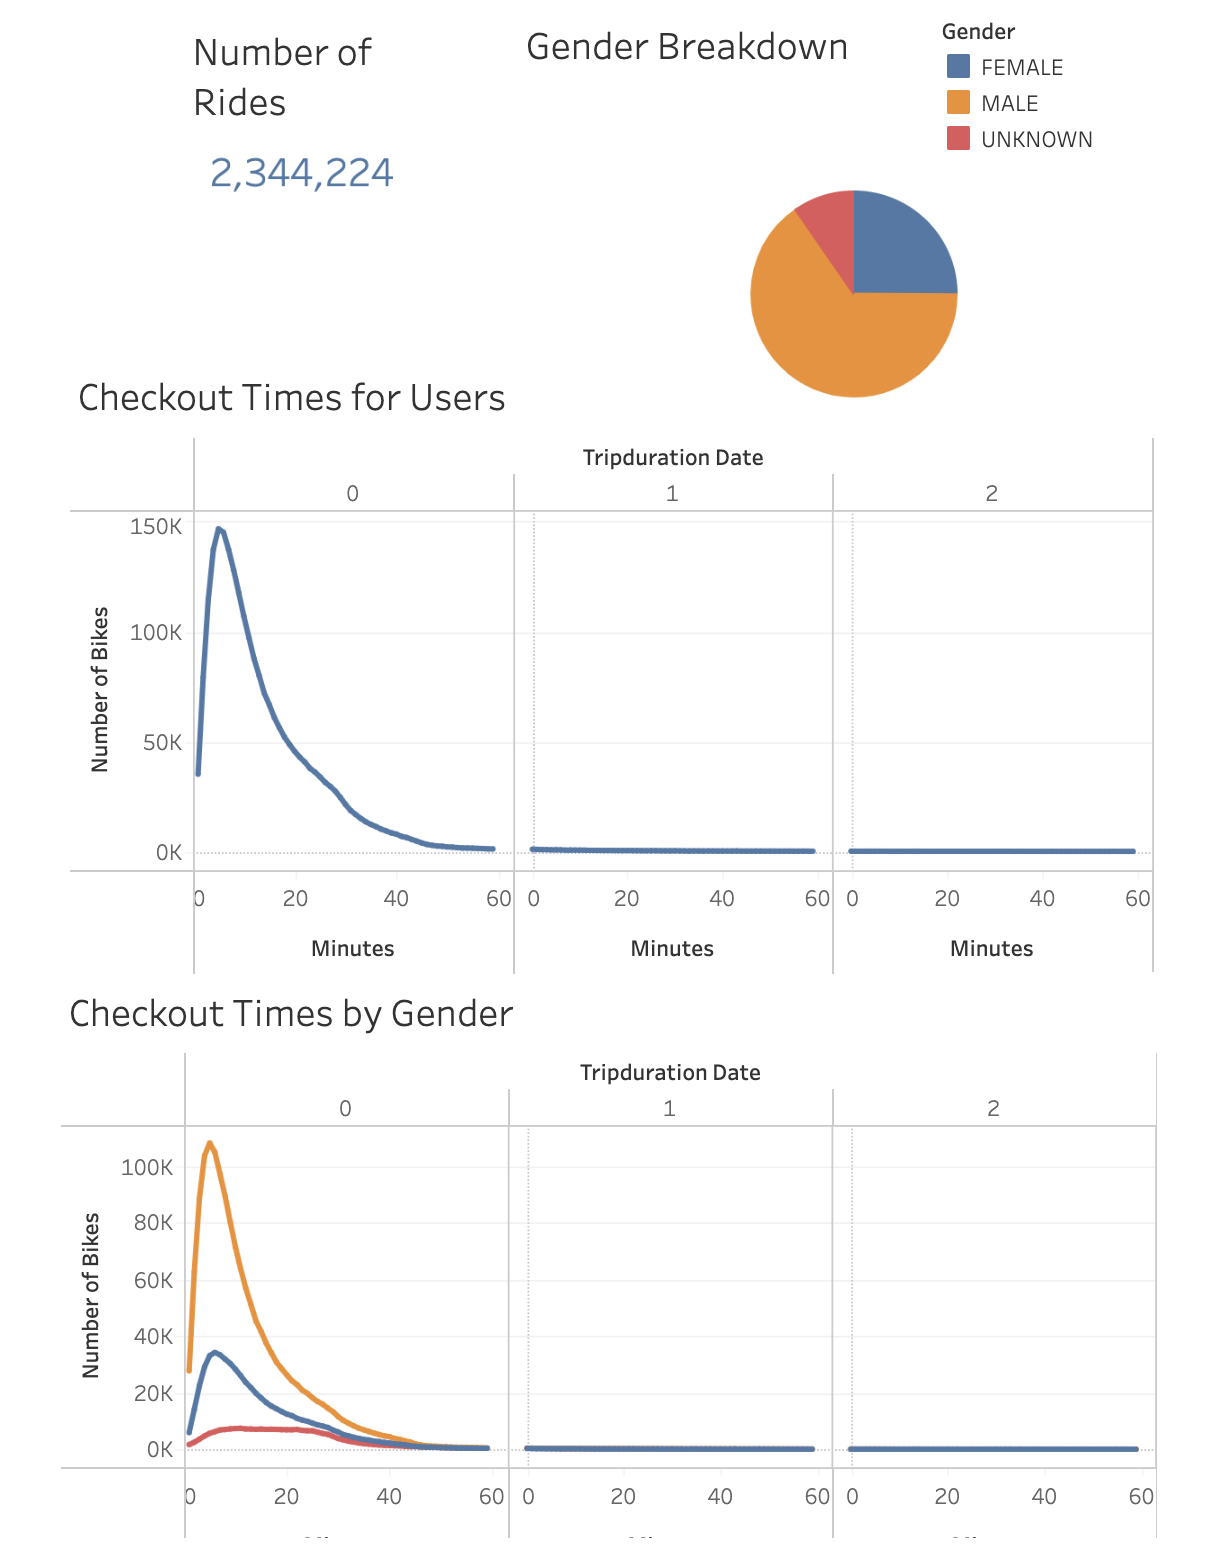 Number of
Rides
2,344,224
Gender Breakdown
Gender
FEMALE
MALE
UNKNOWN
Checkout Times for Users
Tripduration Date
0 1 2
150K
100K
50K
0K
Number of Bikes
0 20 40 60 0 20 40 60 0 20 40 60
Minutes Minutes Minutes
Checkout Times by Gender
Tripduration Date
0 1 2
100K
80K
60K
40K
20K
0K
Number of Bikes
0 20 40 60 0 20 40 60 0 20 40 60